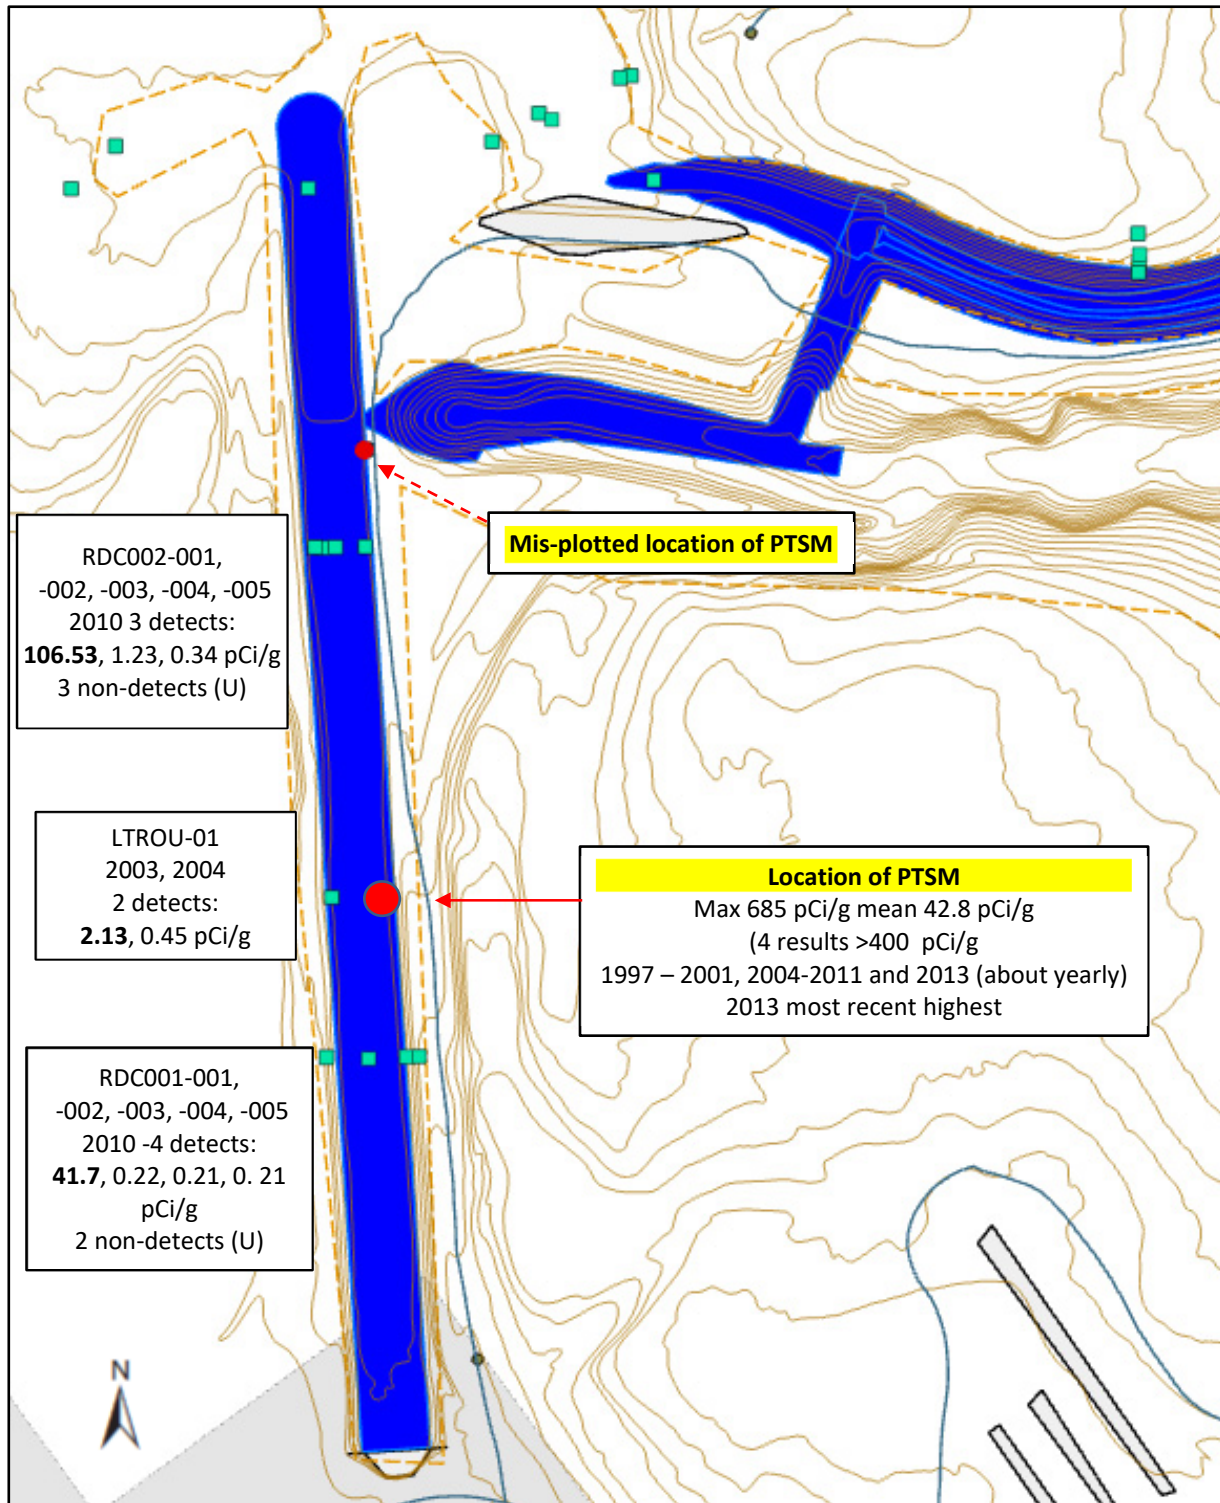 Mis-plotted location of PTSM
RDC002-001,
-002, -003, -004, -005
2010 3 detects:
106.53, 1.23, 0.34 pCi/g
3 non-detects (U)
LTROU-01
2003, 2004
2 detects:
2.13, 0.45 pCi/g
Location of PTSM
Max 685 pCi/g mean 42.8 pCi/g
(4 results >400  pCi/g
1997 – 2001, 2004-2011 and 2013 (about yearly)
2013 most recent highest
RDC001-001,
-002, -003, -004, -005
2010 -4 detects:
41.7, 0.22, 0.21, 0. 21
pCi/g
2 non-detects (U)
N